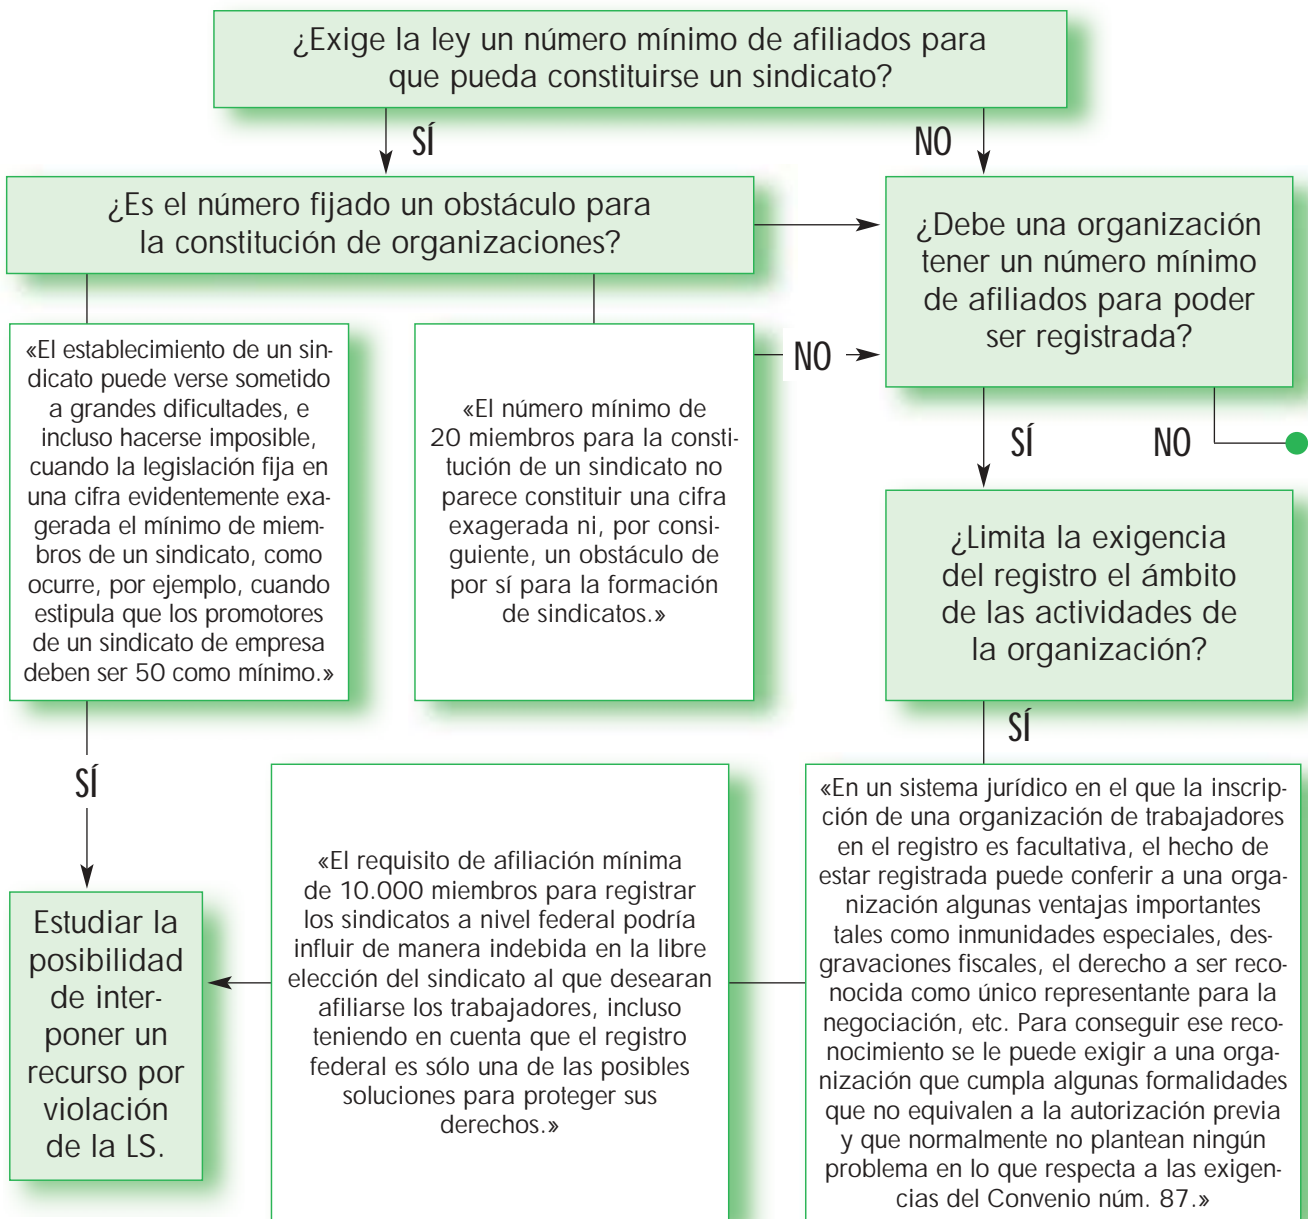 ¿Exige la ley un número mínimo de afiliados para
que pueda constituirse un sindicato?
SÍ
NO
¿Es el número fijado un obstáculo para
la constitución de organizaciones?
¿Debe una organización
tener un número mínimo
de afiliados para poder
ser registrada?
«El establecimiento de un sin-
dicato puede verse sometido
a grandes dificultades, e
incluso hacerse imposible,
cuando la legislación fija en
una cifra evidentemente exa-
gerada el mínimo de miem-
bros de un sindicato, como
ocurre, por ejemplo, cuando
estipula que los promotores
de un sindicato de empresa
deben ser 50 como mínimo.»
«El número mínimo de
20 miembros para la consti-
tución de un sindicato no
parece constituir una cifra
exagerada ni, por consi-
guiente, un obstáculo de
por sí para la formación
de sindicatos.»
NO
SÍ
NO
¿Limita la exigencia
del registro el ámbito
de las actividades de
la organización?
SÍ
SÍ
Estudiar la
posibilidad
de inter-
poner un
recurso por
violación
de la LS.
«El requisito de afiliación mínima
de 10.000 miembros para registrar
los sindicatos a nivel federal podría
influir de manera indebida en la libre
elección del sindicato al que desearan
afiliarse los trabajadores, incluso
teniendo en cuenta que el registro
federal es sólo una de las posibles
soluciones para proteger sus
derechos.»
«En un sistema jurídico en el que la inscrip-
ción de una organización de trabajadores
en el registro es facultativa, el hecho de
estar registrada puede conferir a una orga-
nización algunas ventajas importantes
tales como inmunidades especiales, des-
gravaciones fiscales, el derecho a ser reco-
nocida como único representante para la
negociación, etc. Para conseguir ese reco-
nocimiento se le puede exigir a una orga-
nización que cumpla algunas formalidades
que no equivalen a la autorización previa
y que normalmente no plantean ningún
problema en lo que respecta a las exigen-
cias del Convenio núm. 87.»